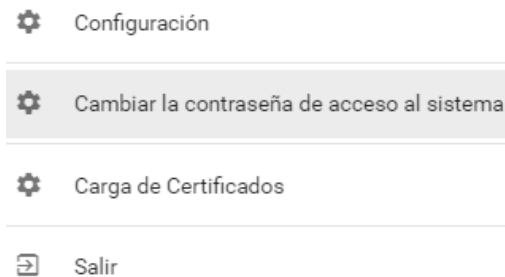 Configuración
Cambiar la contraseña de acceso al sistema
Carga de Certificados
Salir